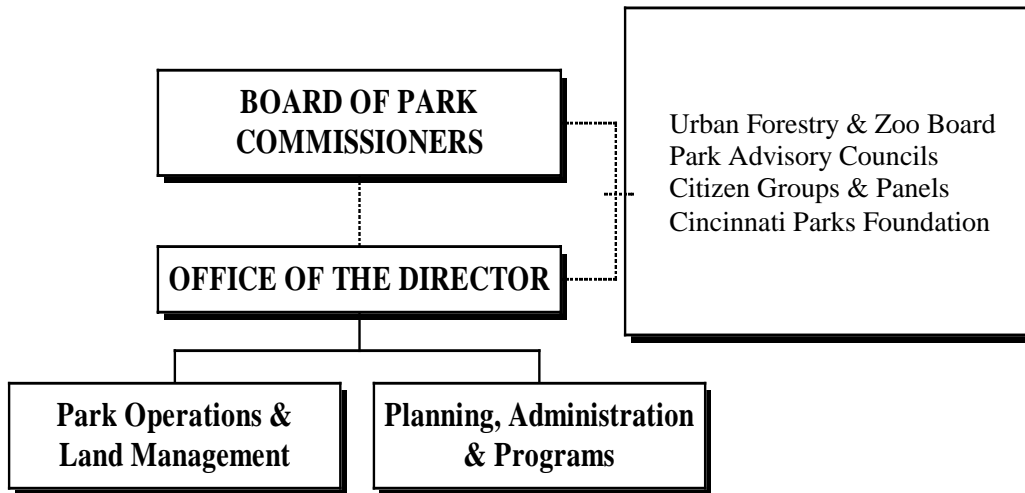 BOARD OF PARK
COMMISSIONERS
Urban Forestry & Zoo Board
Park Advisory Councils
Citizen Groups & Panels
Cincinnati Parks Foundation
OFFICE OF THE DIRECTOR
Park Operations &
Land Management
Planning, Administration
& Programs